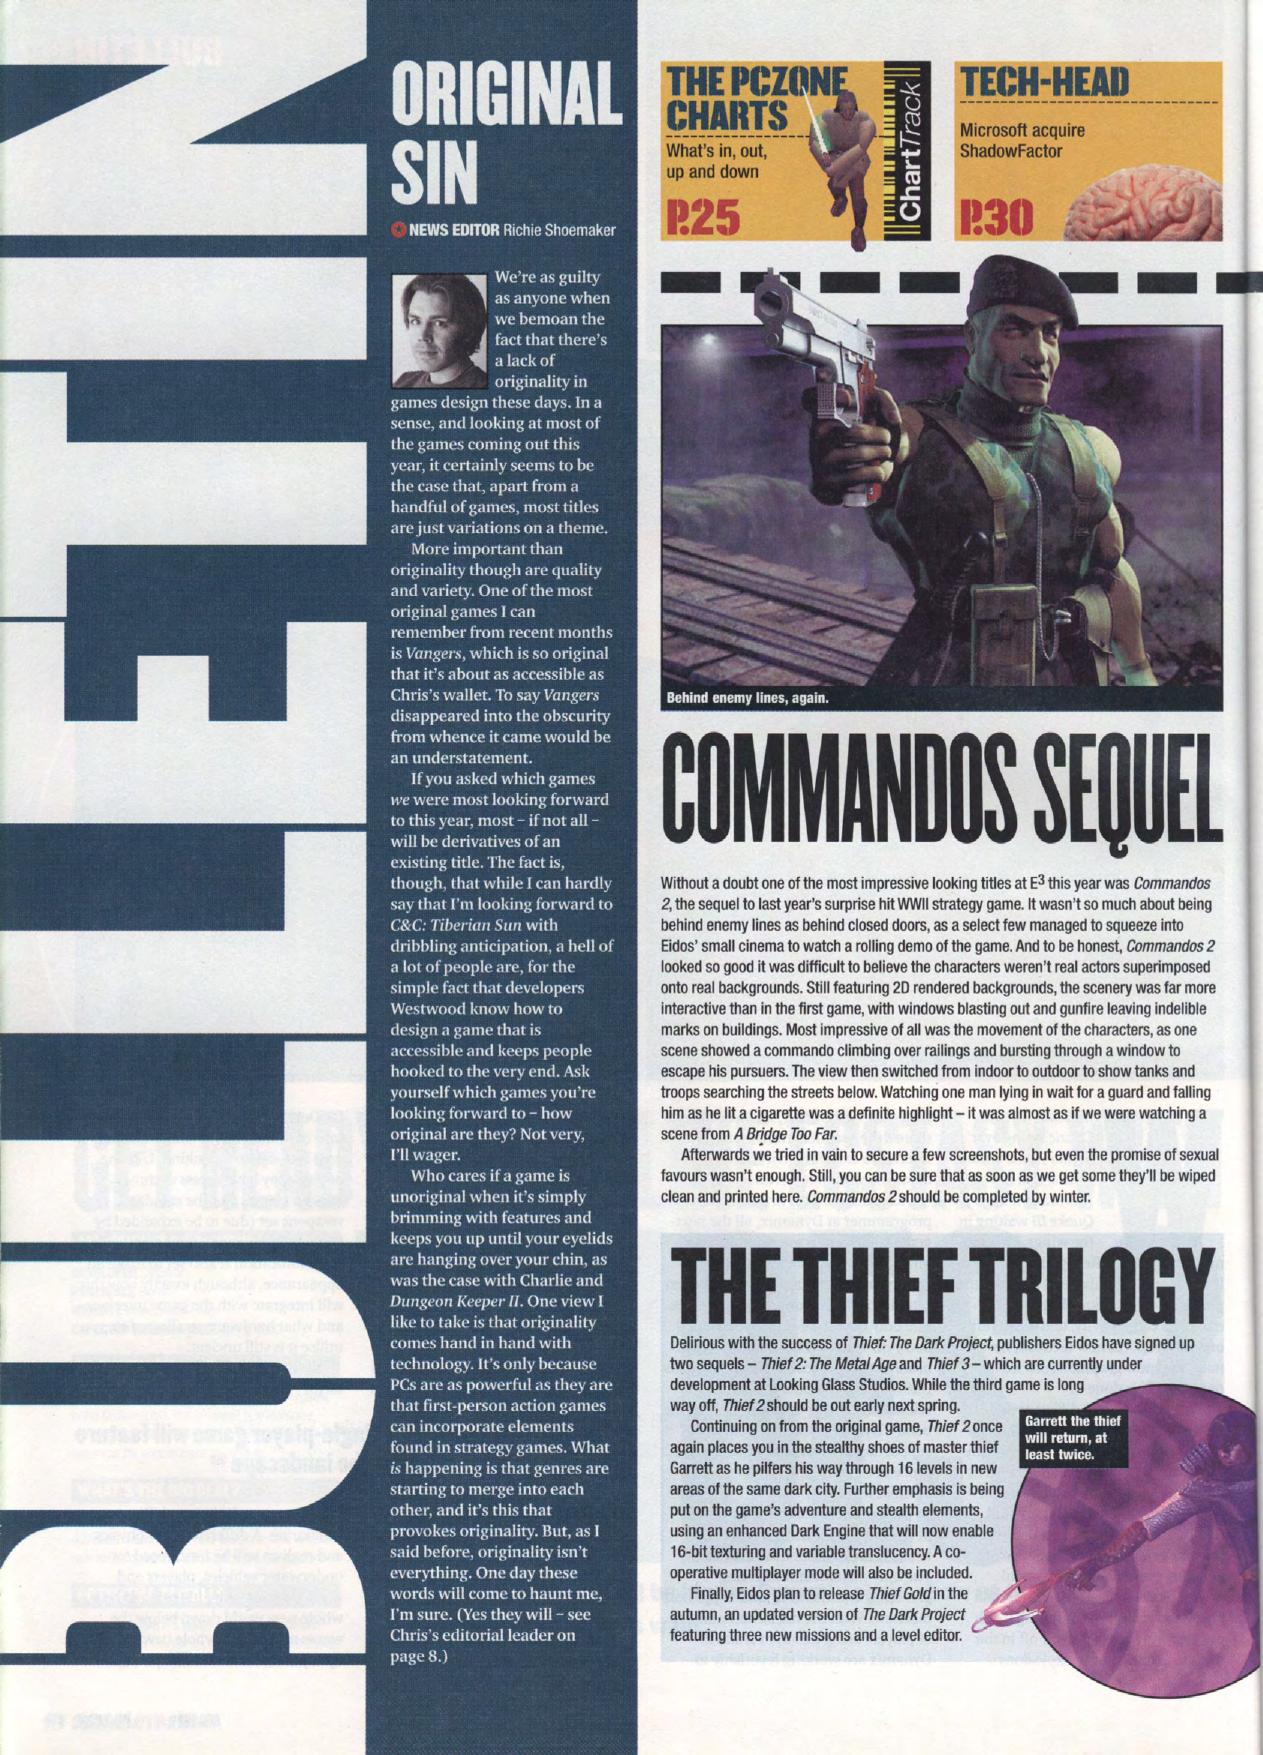 BULLETIN
ORIGINAL
SIN
NEWS EDITOR Richie Shoemaker
We're as guilty
as anyone when
we bemoan the
fact that there's
a lack of
originality in
games design these days. In a
sense, and looking at most of
the games coming out this
year, it certainly seems to be
the case that, apart from a
handful of games, most titles
are just variations on a theme.
More important than
originality though are quality
and variety. One of the most
original games I can
remember from recent months
is Vangers, which is so original
that it's about as accessible as
Chris's wallet. To say Vangers
disappeared into the obscurity
from whence it came would be
an understatement.
If you asked which games
we were most looking forward
to this year, most – if not all –
will be derivatives of an
existing title. The fact is,
though, that while I can hardly
say that I'm looking forward to
C&C: Tiberian Sun with
dribbling anticipation, a hell of
a lot of people are, for the
simple fact that developers
Westwood know how to
design a game that is
accessible and keeps people
hooked to the very end. Ask
yourself which games you're
looking forward to – how
original are they? Not very,
I'll wager.
Who cares if a game is
unoriginal when it's simply
brimming with features and
keeps you up until your eyelids
are hanging over your chin, as
was the case with Charlie and
Dungeon Keeper II. One view I
like to take is that originality
comes hand in hand with
technology. It's only because
PCs are as powerful as they are
that first-person action games
can incorporate elements
found in strategy games. What
is happening is that genres are
starting to merge into each
other, and it's this that
provokes originality. But, as I
said before, originality isn't
everything. One day these
words will come to haunt me,
I'm sure. (Yes they will – see
Chris's editorial leader on
page 8.)
THE PCZONE
CHARTS
What's in, out,
up and down
P.25
ChartTrack
TECH-HEAD
Microsoft acquire
ShadowFactor
P.30
Behind enemy lines, again.
COMMANDOS SEQUEL
Without a doubt one of the most impressive looking titles at E3 this year was Commandos
2, the sequel to last year's surprise hit WWII strategy game. It wasn't so much about being
behind enemy lines as behind closed doors, as a select few managed to squeeze into
Eidos' small cinema to watch a rolling demo of the game. And to be honest, Commandos 2
looked so good it was difficult to believe the characters weren't real actors superimposed
onto real backgrounds. Still featuring 2D rendered backgrounds, the scenery was far more
interactive than in the first game, with windows blasting out and gunfire leaving indelible
marks on buildings. Most impressive of all was the movement of the characters, as one
scene showed a commando climbing over railings and bursting through a window to
escape his pursuers. The view then switched from indoor to outdoor to show tanks and
troops searching the streets below. Watching one man lying in wait for a guard and falling
him as he lit a cigarette was a definite highlight – it was almost as if we were watching a
scene from A Bridge Too Far.
Afterwards we tried in vain to secure a few screenshots, but even the promise of sexual
favours wasn't enough. Still, you can be sure that as soon as we get some they'll be wiped
clean and printed here. Commandos 2 should be completed by winter.
THE THIEF TRILOGY
Delirious with the success of Thief: The Dark Project, publishers Eidos have signed up
two sequels – Thief 2: The Metal Age and Thief 3 – which are currently under
development at Looking Glass Studios. While the third game is long
way off, Thief 2 should be out early next spring.
Continuing on from the original game, Thief 2 once
again places you in the stealthy shoes of master thief
Garrett as he pilfers his way through 16 levels in new
areas of the same dark city. Further emphasis is being
put on the game's adventure and stealth elements,
using an enhanced Dark Engine that will now enable
16-bit texturing and variable translucency. A co-
operative multiplayer mode will also be included.
Finally, Eidos plan to release Thief Gold in the
autumn, an updated version of The Dark Project
featuring three new missions and a level editor.
Garrett the thief
will return, at
least twice.